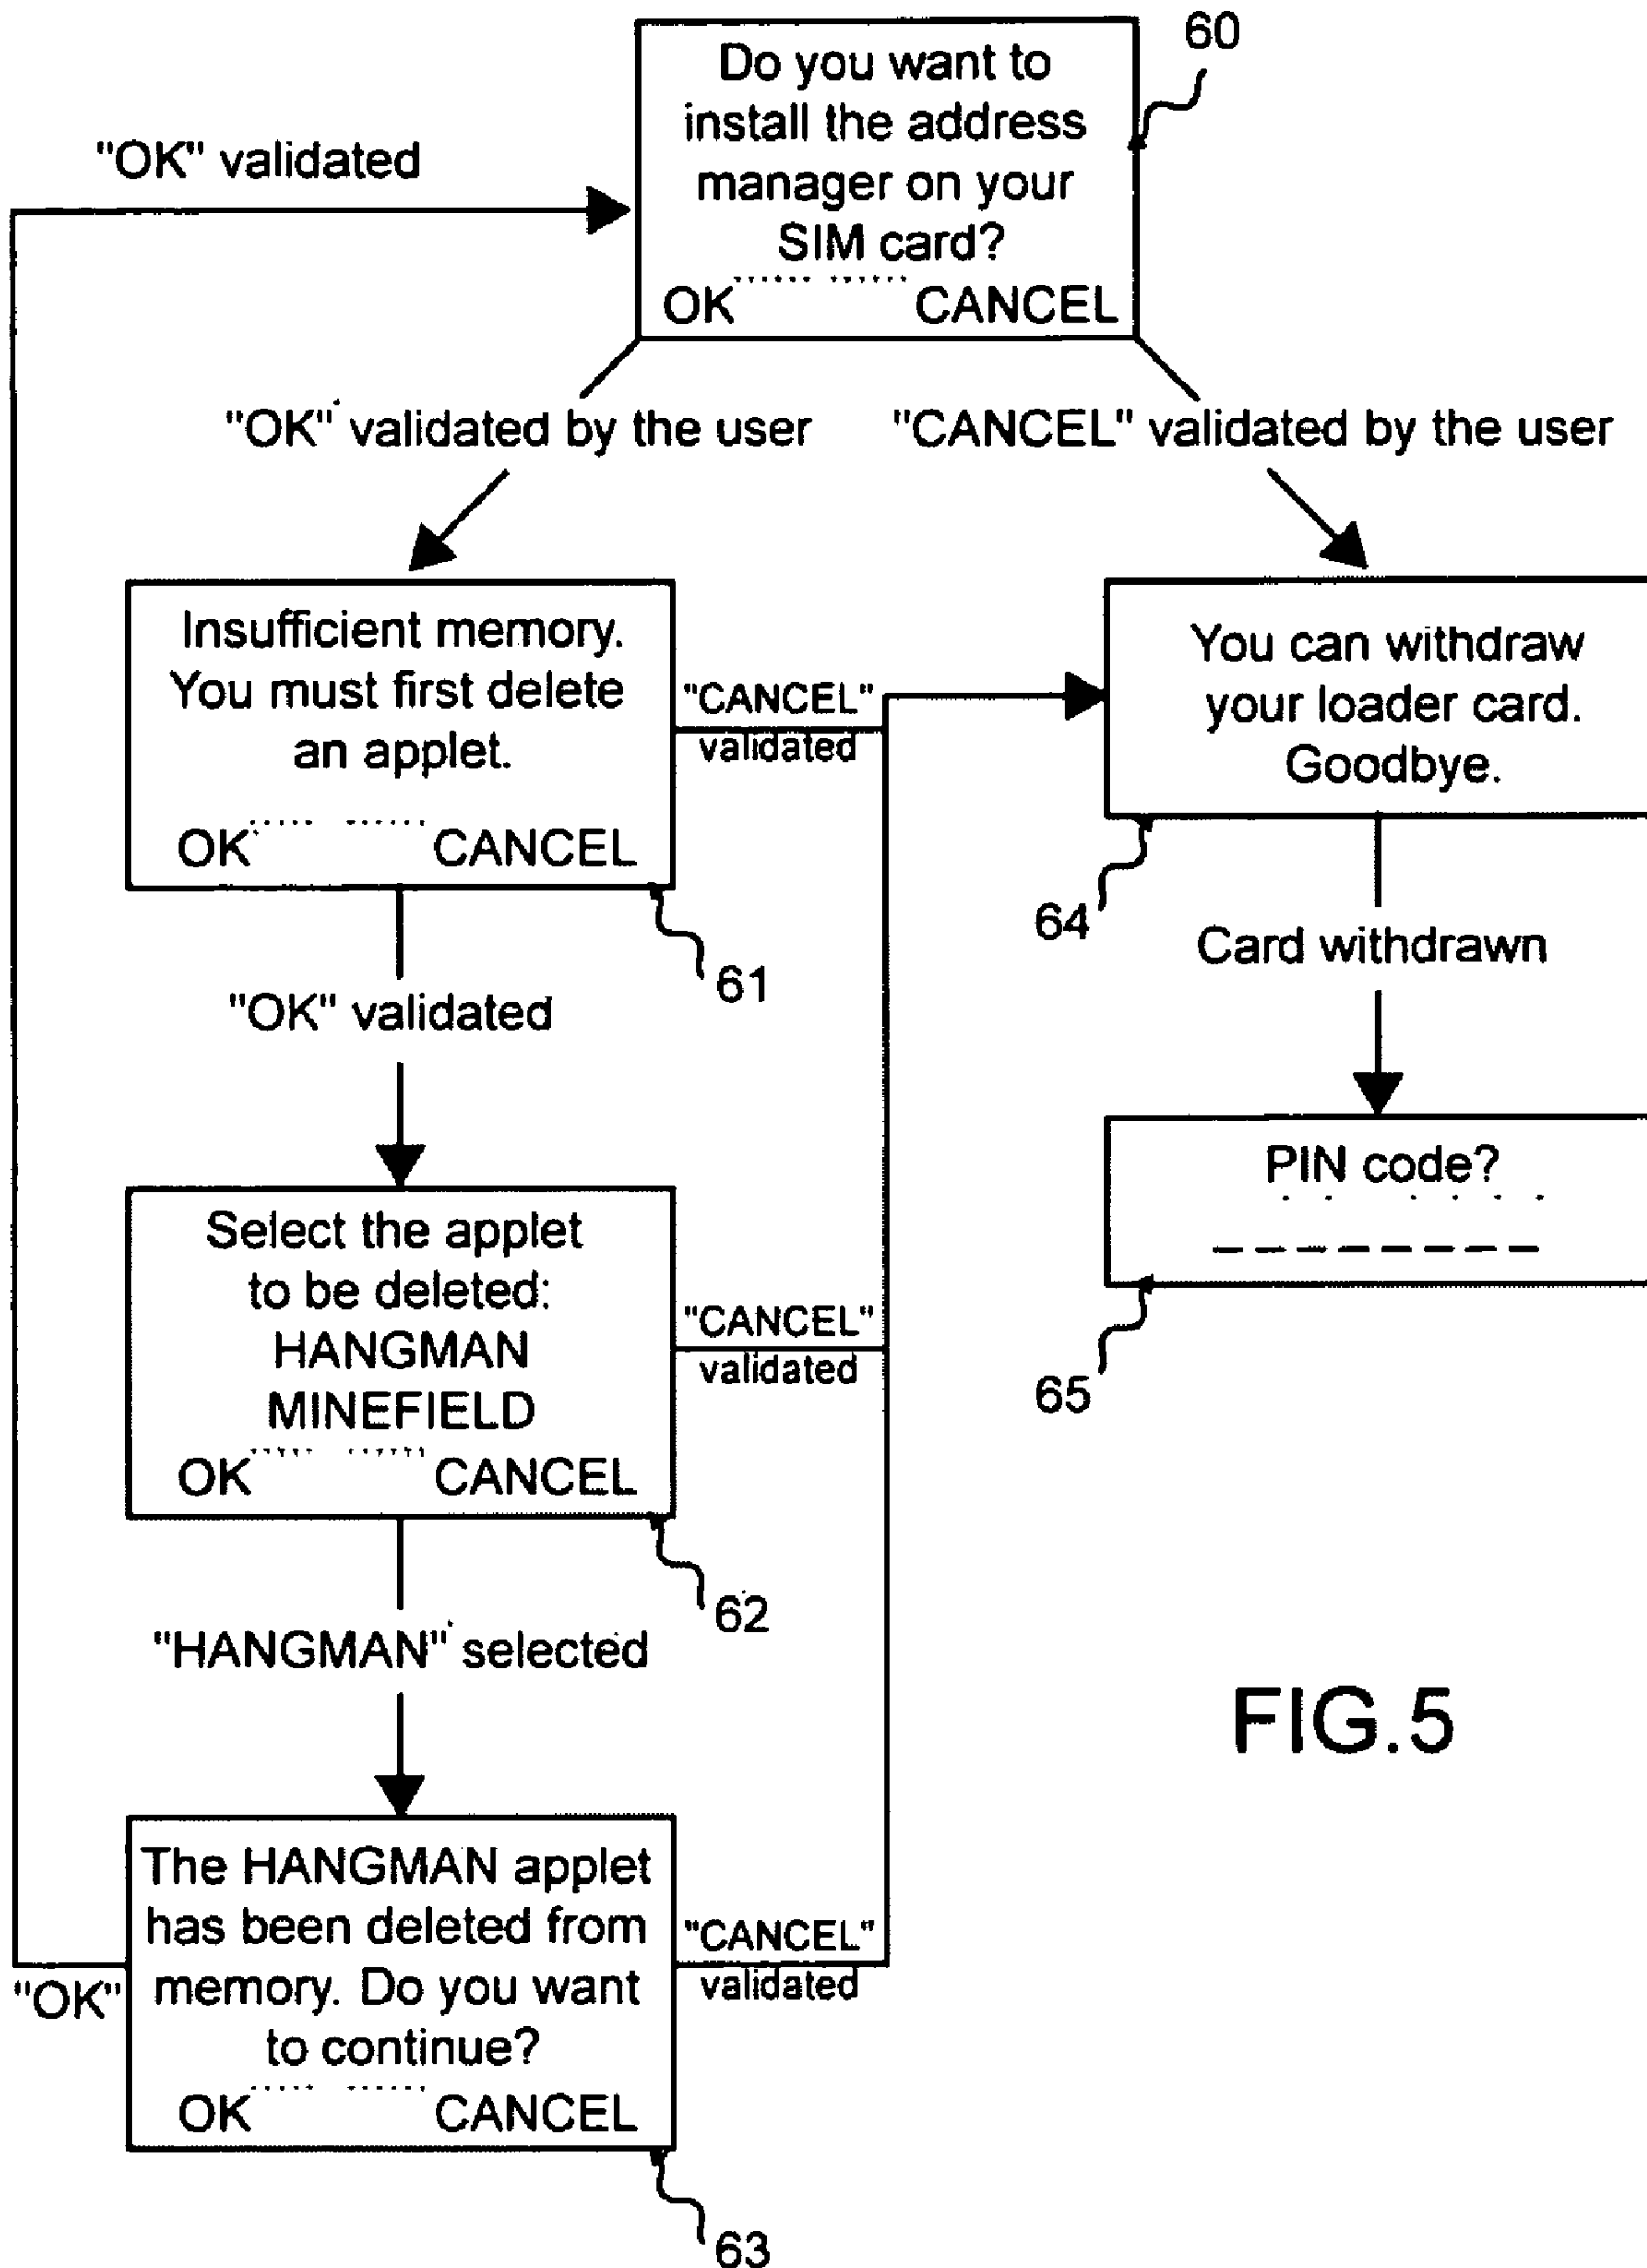 60
Do you want to
install the address
manager on your
SIM card?
OK CANCEL
"OK" validated
"OK" validated by the user
"CANCEL" validated by the user
Insufficient memory.
You must first delete
an applet.
OK CANCEL
61
"CANCEL"
validated
You can withdraw
your loader card.
Goodbye.
64
Card withdrawn
"OK" validated
PIN code?
65
Select the applet
to be deleted:
HANGMAN
MINEFIELD
OK CANCEL
62
"CANCEL"
validated
"HANGMAN" selected
The HANGMAN applet
has been deleted from
memory. Do you want
to continue?
OK CANCEL
63
"CANCEL"
validated
"OK"
FIG.5